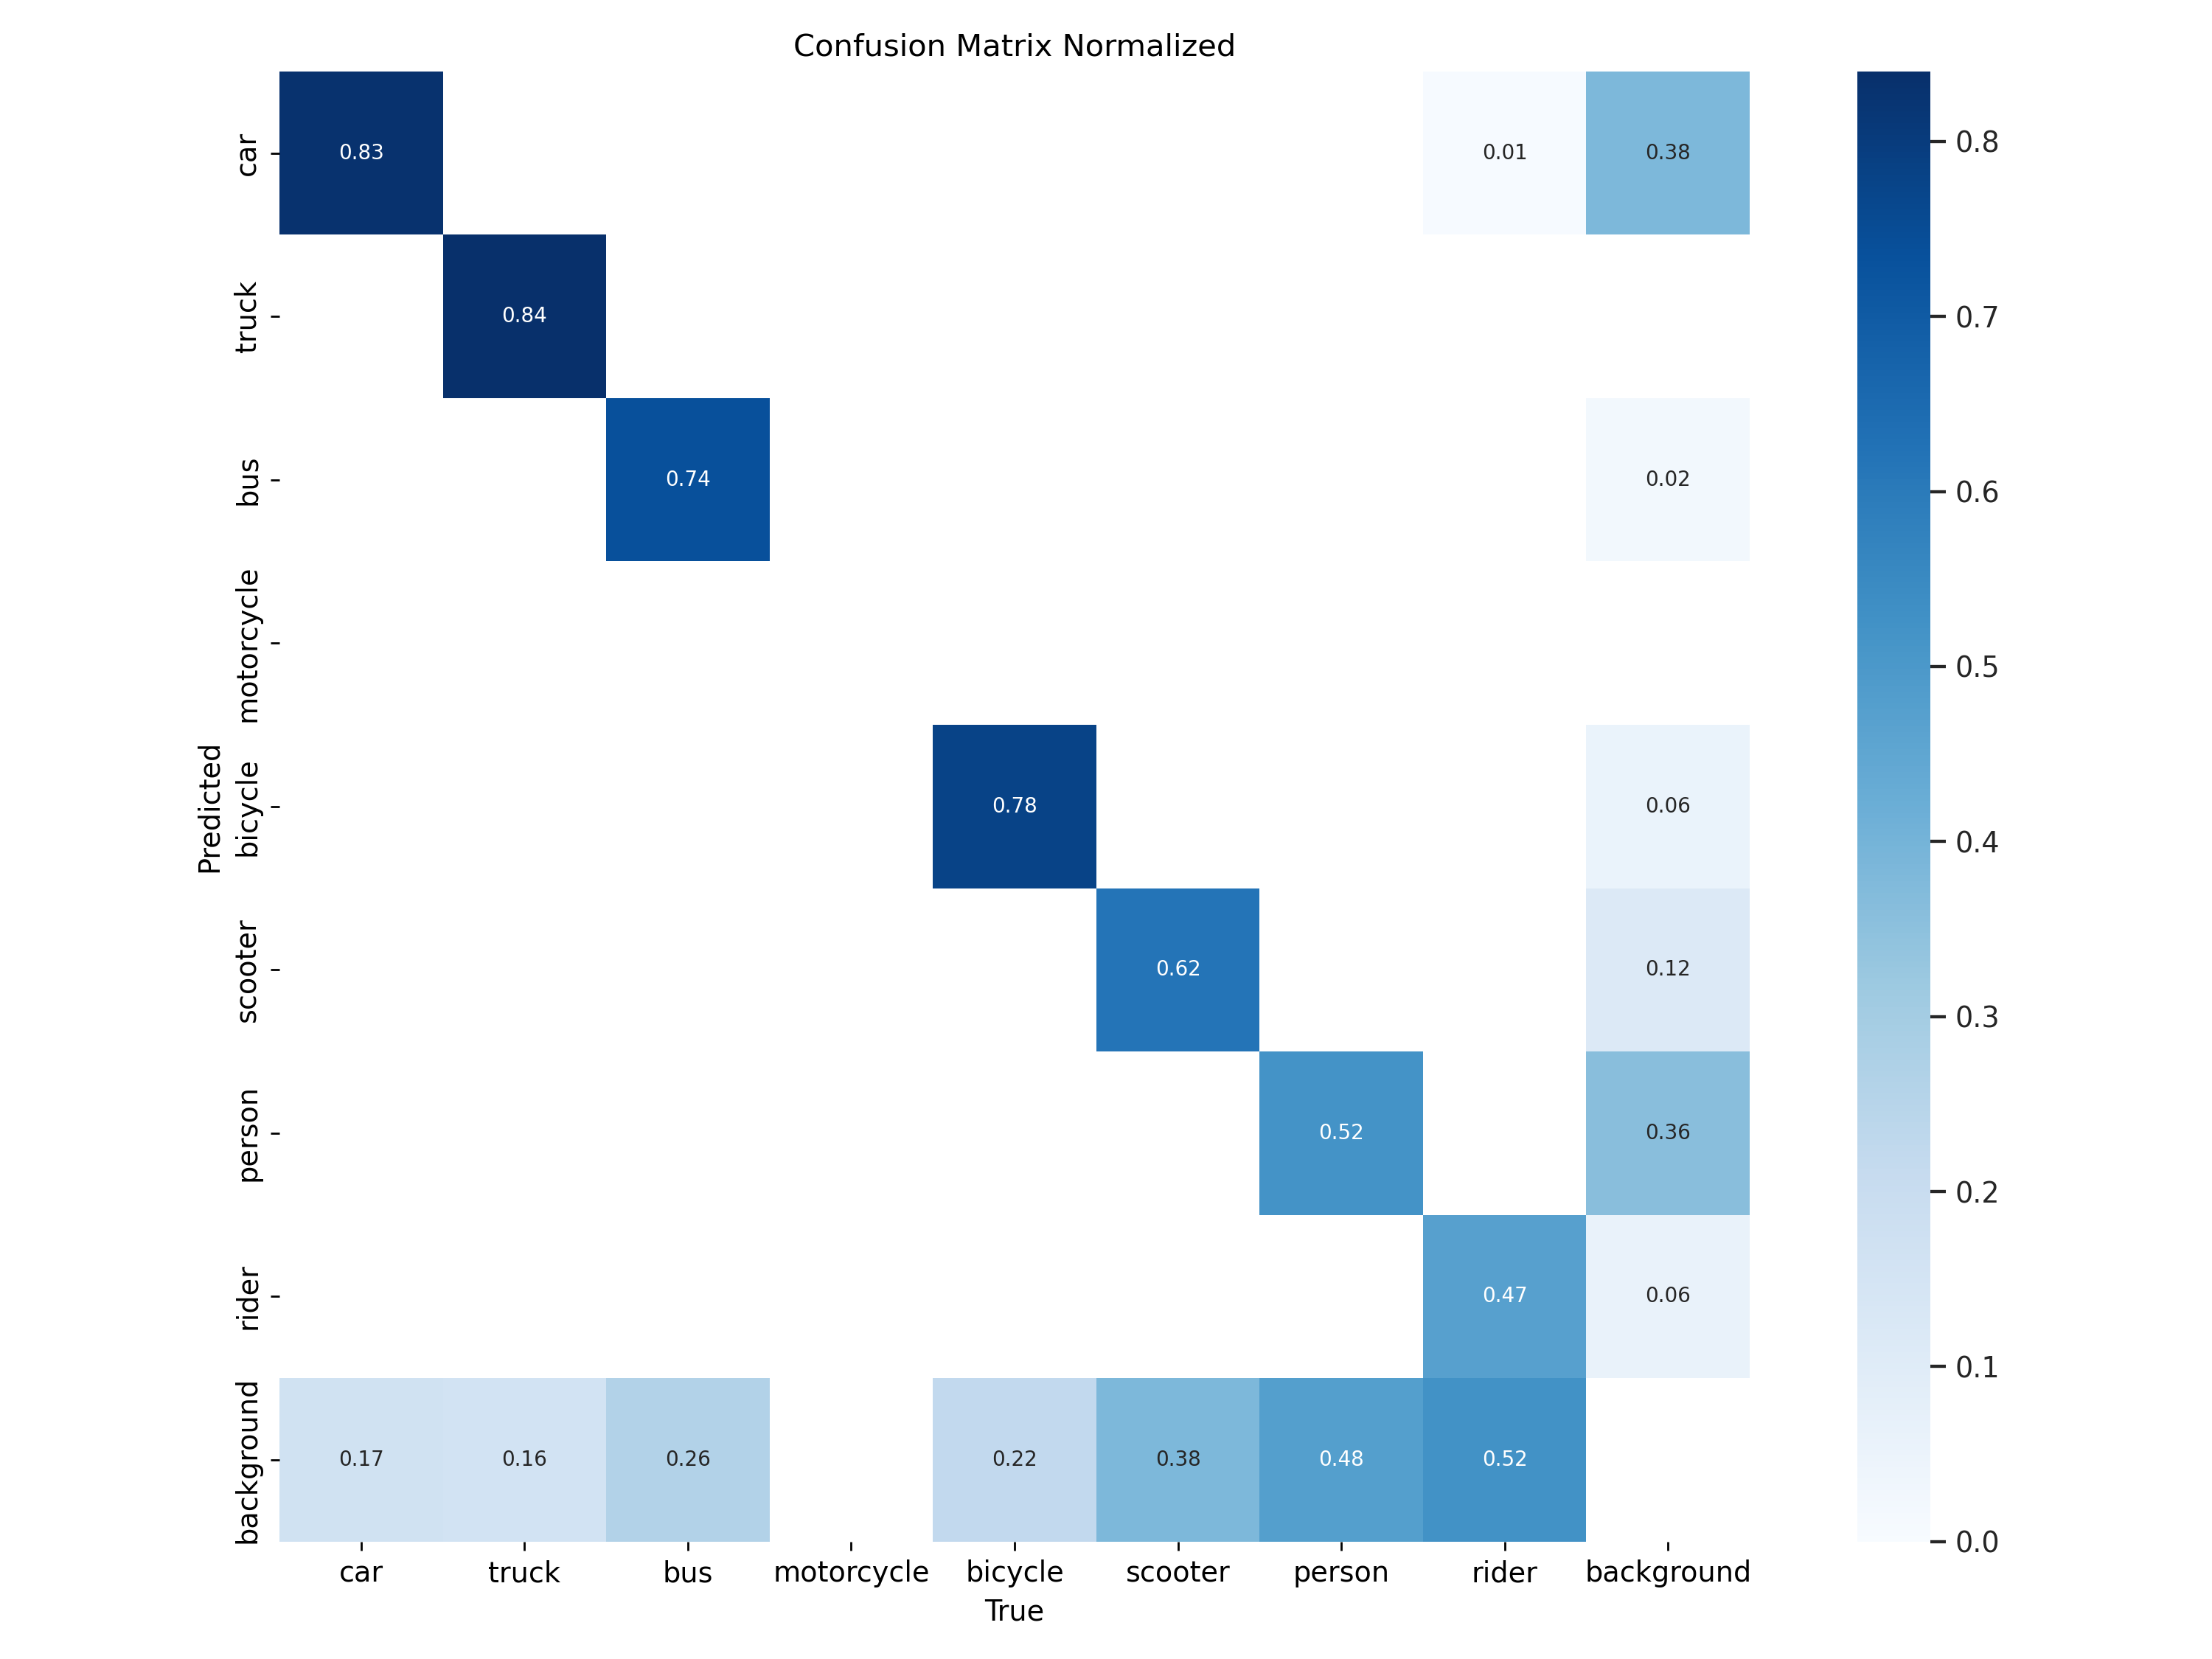 Confusion Matrix Normalized
car
0.83
0.01
0.38
0.8
truck
0.84
0.7
bus
0.74
0.02
0.6
motorcycle
0.5
Predicted
bicycle
0.78
0.06
0.4
scooter
0.62
0.12
0.3
person
0.52
0.36
0.2
rider
0.47
0.06
0.1
background
0.17
0.16
0.26
0.22
0.38
0.48
0.52
0.0
car truck bus motorcycle bicycle scooter person rider background
True